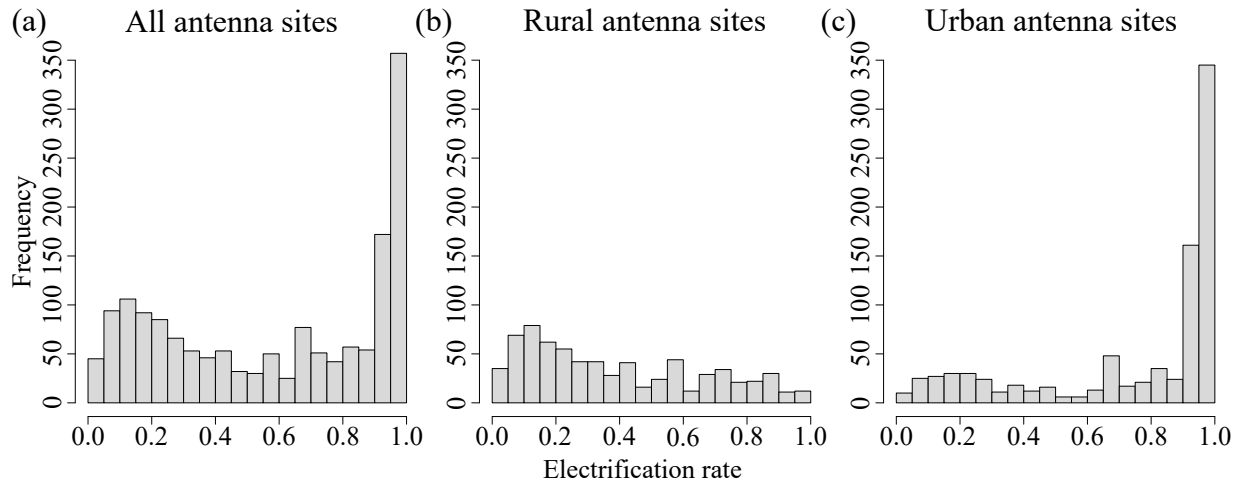 (a) All antenna sites
(b) Rural antenna sites
(c) Urban antenna sites
Frequency
0 50 100 150 200 250 300 350
0.0 0.2 0.4 0.6 0.8 1.0
0 50 100 150 200 250 300 350
0.0 0.2 0.4 0.6 0.8 1.0
0 50 100 150 200 250 300 350
0.0 0.2 0.4 0.6 0.8 1.0
Electrification rate